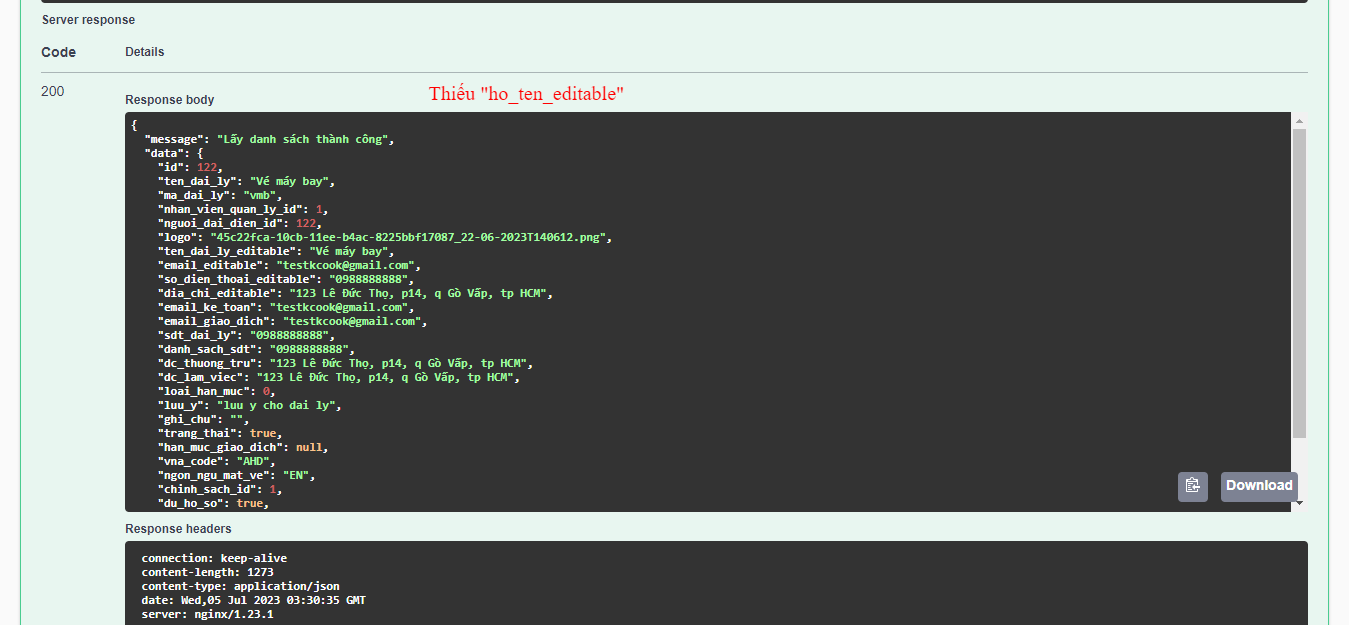 Server response
Code Details
200
Thiếu "ho_ten_editable"
Response body
{
"message": "Lấy danh sách thành công",
"data": {
"id": 122,
"ten_dai_ly": "Vé máy bay",
"ma_dai_ly": "vmb",
"nhan_vien_quan_ly_id": 1,
"nguoi_dai_dien_id": 122,
"logo": "45c22fca-10cb-11ee-b4ac-8225bbf17087_22-06-2023T140612.png",
"ten_dai_ly_editable": "Vé máy bay",
"email_editable": "testkcook@gmail.com",
"so_dien_thoai_editable": "0988888888",
"dia_chi_editable": "123 Lê Đức Thọ, p14, q Gò Vấp, tp HCM",
"email_ke_toan": "testkcook@gmail.com",
"email_giao_dich": "testkcook@gmail.com",
"sdt_dai_ly": "0988888888",
"danh_sach_sdt": "0988888888",
"dc_thuong_tru": "123 Lê Đức Thọ, p14, q Gò Vấp, tp HCM",
"dc_lam_viec": "123 Lê Đức Thọ, p14, q Gò Vấp, tp HCM",
"loai_han_muc": 0,
"luu_y": "luu y cho dai ly",
"ghi_chu": "",
"trang_thai": true,
"han_muc_giao_dich": null,
"vna_code": "AHD",
"ngon_ngu_mat_ve": "EN",
"chinh_sach_id": 1,
"du_ho_so": true,
Download
Response headers
connection: keep-alive
content-length: 1273
content-type: application/json
date: Wed,05 Jul 2023 03:30:35 GMT
server: nginx/1.23.1